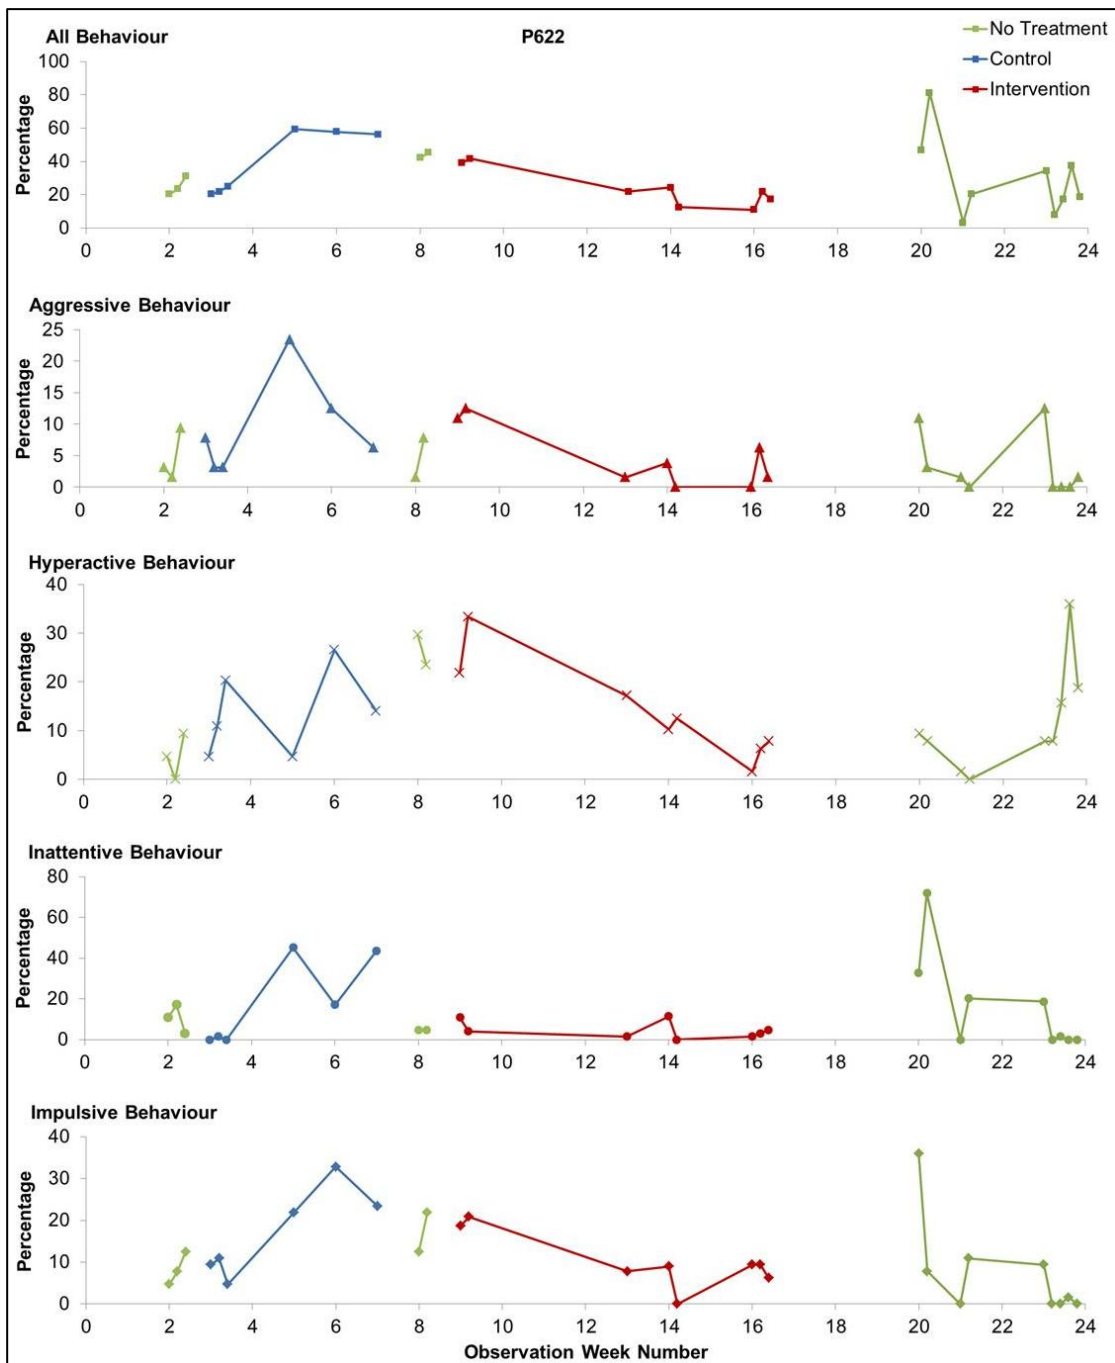 All Behaviour P622
No Treatment
Control
Intervention
Percentage
100
80
60
40
20
0
0 2 4 6 8 10 12 14 16 18 20 22 24
Aggressive Behaviour
Percentage
25
20
15
10
5
0
0 2 4 6 8 10 12 14 16 18 20 22 24
Hyperactive Behaviour
Percentage
40
30
20
10
0
0 2 4 6 8 10 12 14 16 18 20 22 24
Inattentive Behaviour
Percentage
80
60
40
20
0
0 2 4 6 8 10 12 14 16 18 20 22 24
Impulsive Behaviour
Percentage
40
30
20
10
0
0 2 4 6 8 10 12 14 16 18 20 22 24
Observation Week Number